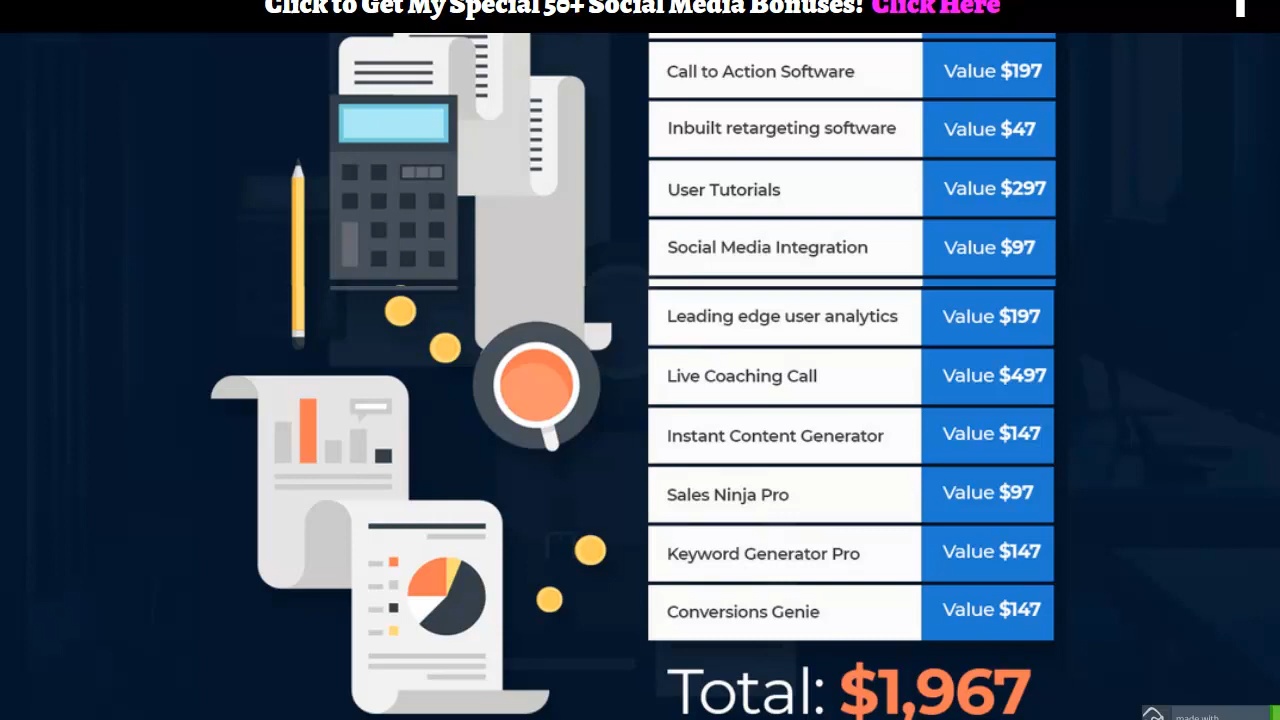 Click to Get My Special 50+ Social Media Bonuses! Click Here
Call to Action Software Value $197
Inbuilt retargeting software Value $47
User Tutorials Value $297
Social Media Integration Value $97
Leading edge user analytics Value $197
Live Coaching Call Value $497
Instant Content Generator Value $147
Sales Ninja Pro Value $97
Keyword Generator Pro Value $147
Conversions Genie Value $147
Total: $1,967
made with